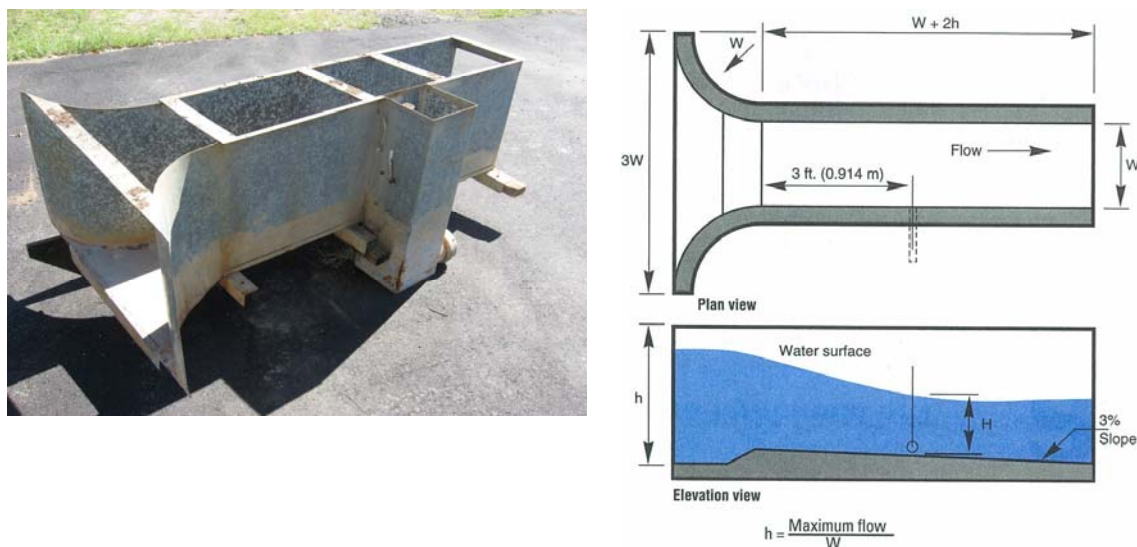 W + 2h
W
3W
Flow
W
3 ft. (0.914 m)
Plan view
Water surface
h
H
3%
Slope
Elevation view
h = Maximum flow
W